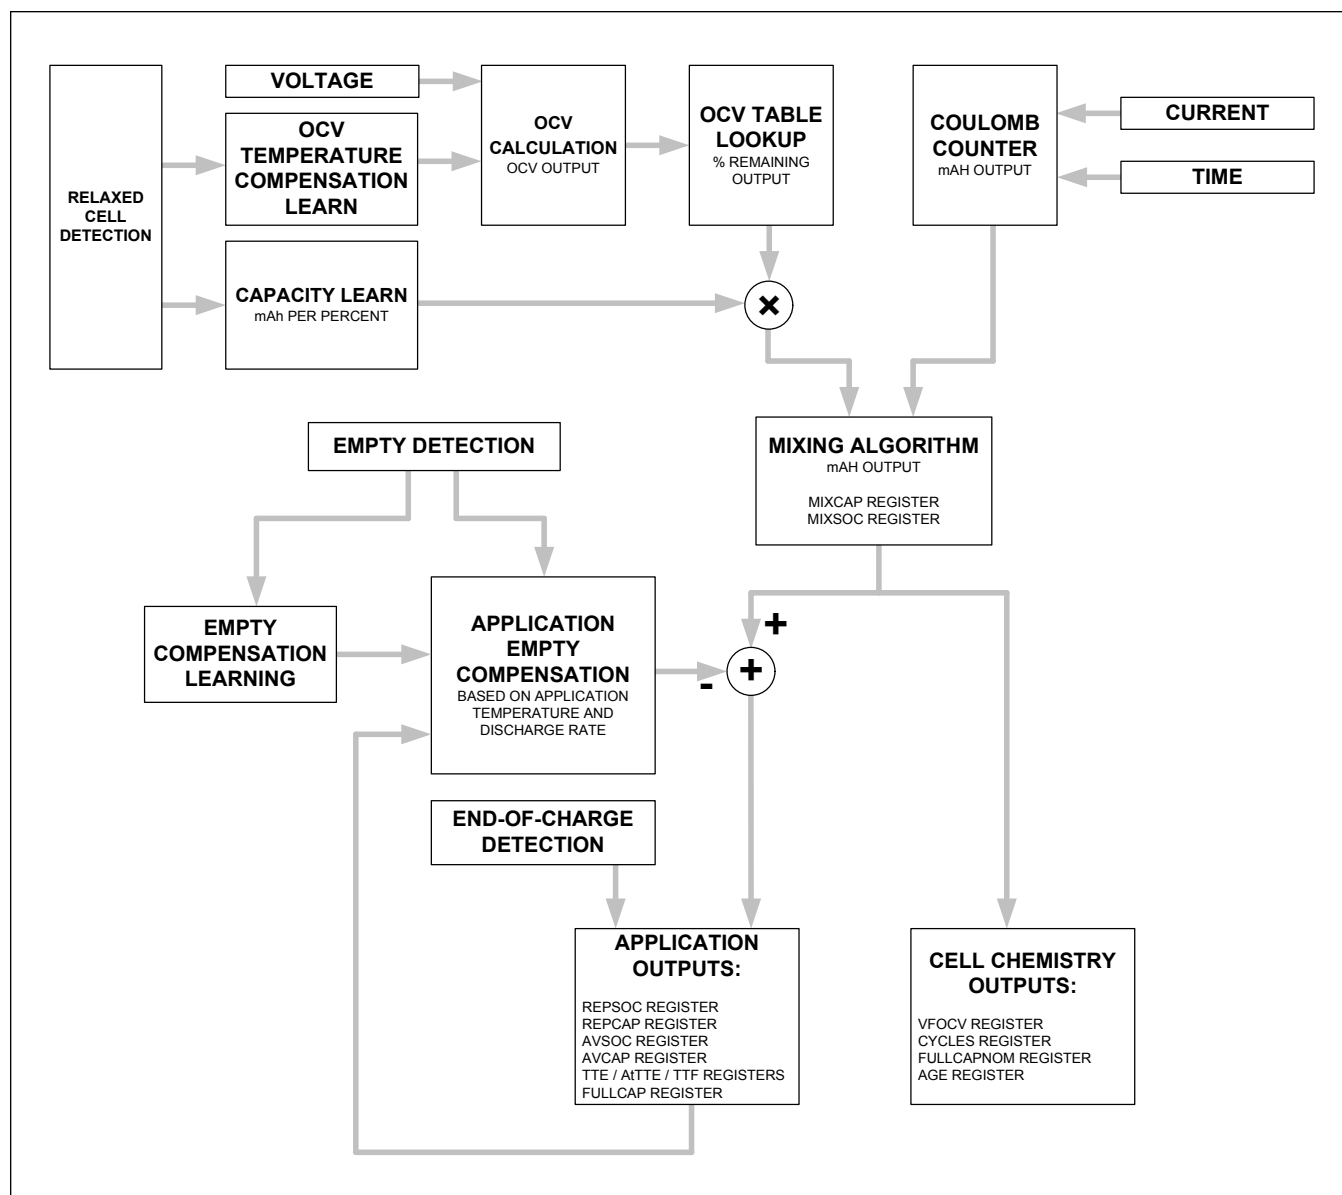 VOLTAGE
OCV
TEMPERATURE
COMPENSATION
LEARN
OCV
CALCULATION
OCV OUTPUT
OCV TABLE
LOOKUP
% REMAINING
OUTPUT
COULOMB
COUNTER
mAH OUTPUT
CURRENT
TIME
RELAXED
CELL
DETECTION
CAPACITY LEARN
mAh PER PERCENT
×
EMPTY DETECTION
MIXING ALGORITHM
mAH OUTPUT
MIXCAP REGISTER
MIXSOC REGISTER
EMPTY
COMPENSATION
LEARNING
APPLICATION
EMPTY
COMPENSATION
BASED ON APPLICATION
TEMPERATURE AND
DISCHARGE RATE
+
+
-
END-OF-CHARGE
DETECTION
APPLICATION
OUTPUTS:
REPSOC REGISTER
REPCAP REGISTER
AVSOC REGISTER
AVCAP REGISTER
TTE / AtTTE / TTF REGISTERS
FULLCAP REGISTER
CELL CHEMISTRY
OUTPUTS:
VFOCV REGISTER
CYCLES REGISTER
FULLCAPNOM REGISTER
AGE REGISTER